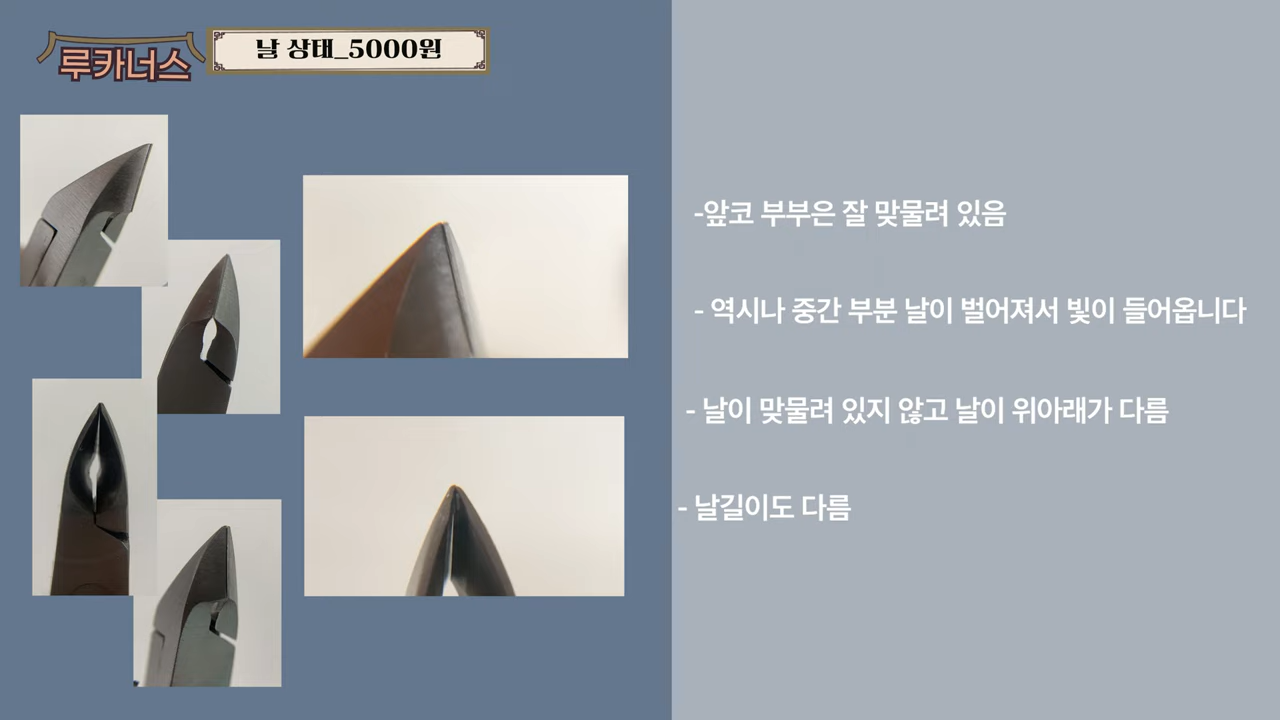 루카너스
날 상태_5000원
-앞코 부부은 잘 맞물려 있음
- 역시나 중간 부분 날이 벌어져서 빛이 들어옵니다
- 날이 맞물려 있지 않고 날이 위아래가 다름
- 날길이도 다름